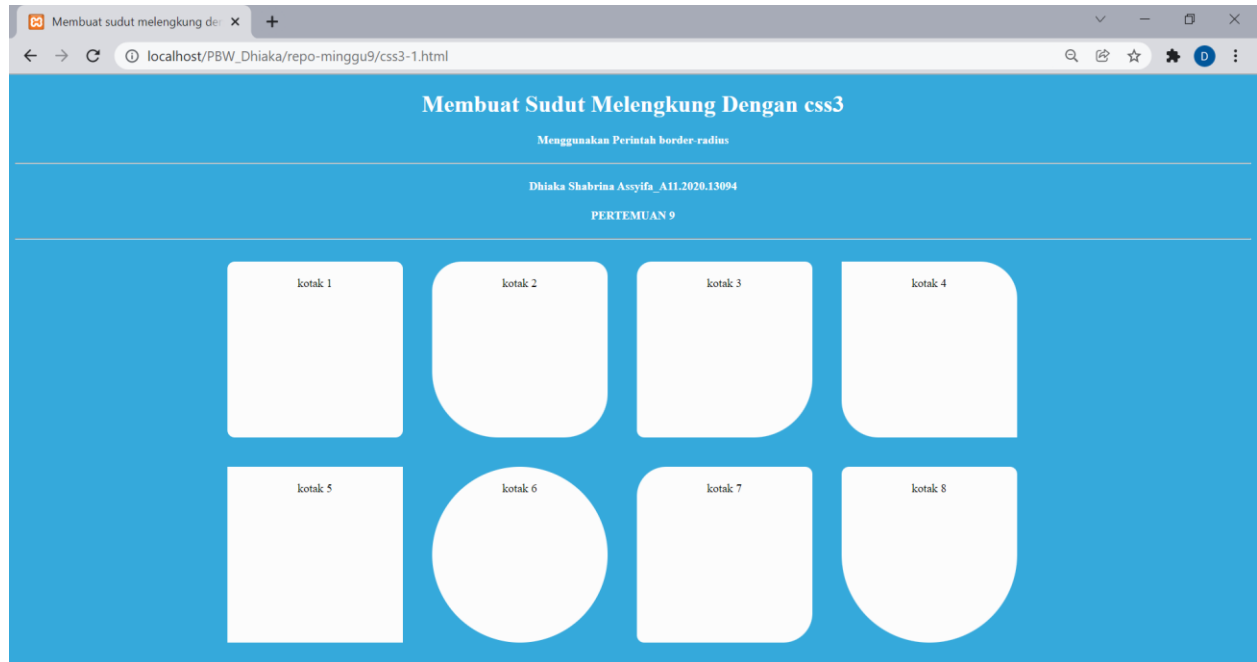 Membuat sudut melengkung der
localhost/PBW_Dhiaka/repo-minggu9/css3-1.html
D
Membuat Sudut Melengkung Dengan css3
Menggunakan Perintah border-radius
Dhiaka Shabrina Assyifa_A11.2020.13094
PERTEMUAN 9
kotak 1
kotak 2
kotak 3
kotak 4
kotak 5
kotak 6
kotak 7
kotak 8